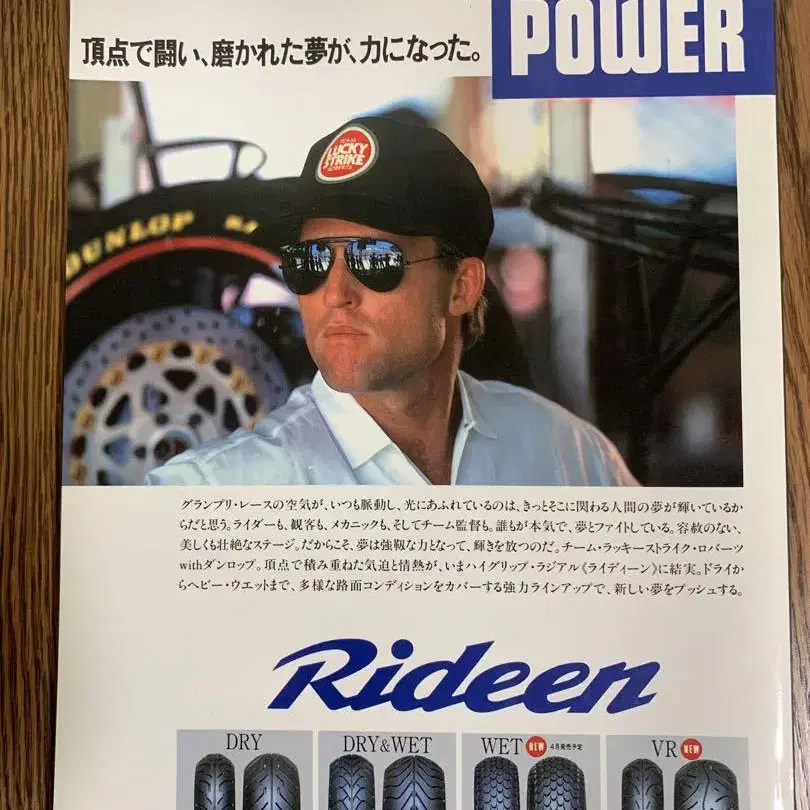 POWER
頂点で闘い、磨かれた夢が、力になった。
TEAM
LUCKY
STRIKE
ROBERTS
DUNLOP
グランプリ・レースの空気が、いつも脈動し、光にあふれているのは、きっとそこに関わる人間の夢が輝いているか
らだと思う。ライダーも、観客も、メカニックも、そしてチーム監督も。誰もが本気で、夢とファイトしている。容赦のない、
美しくも壮絶なステージ。だからこそ、夢は強靱な力となって、輝きを放つのだ。チーム・ラッキーストライク・ロバーツ
withダンロップ。頂点で積み重ねた気迫と情熱が、いまハイグリップ・ラジアル《ライディーン》に結実。ドライか
らヘビー・ウエットまで、多様な路面コンディションをカバーする強力ラインアップで、新しい夢をプッシュする。
Rideen
DRY
DRY&WET
WET NEW 4月発売予定
VR NEW